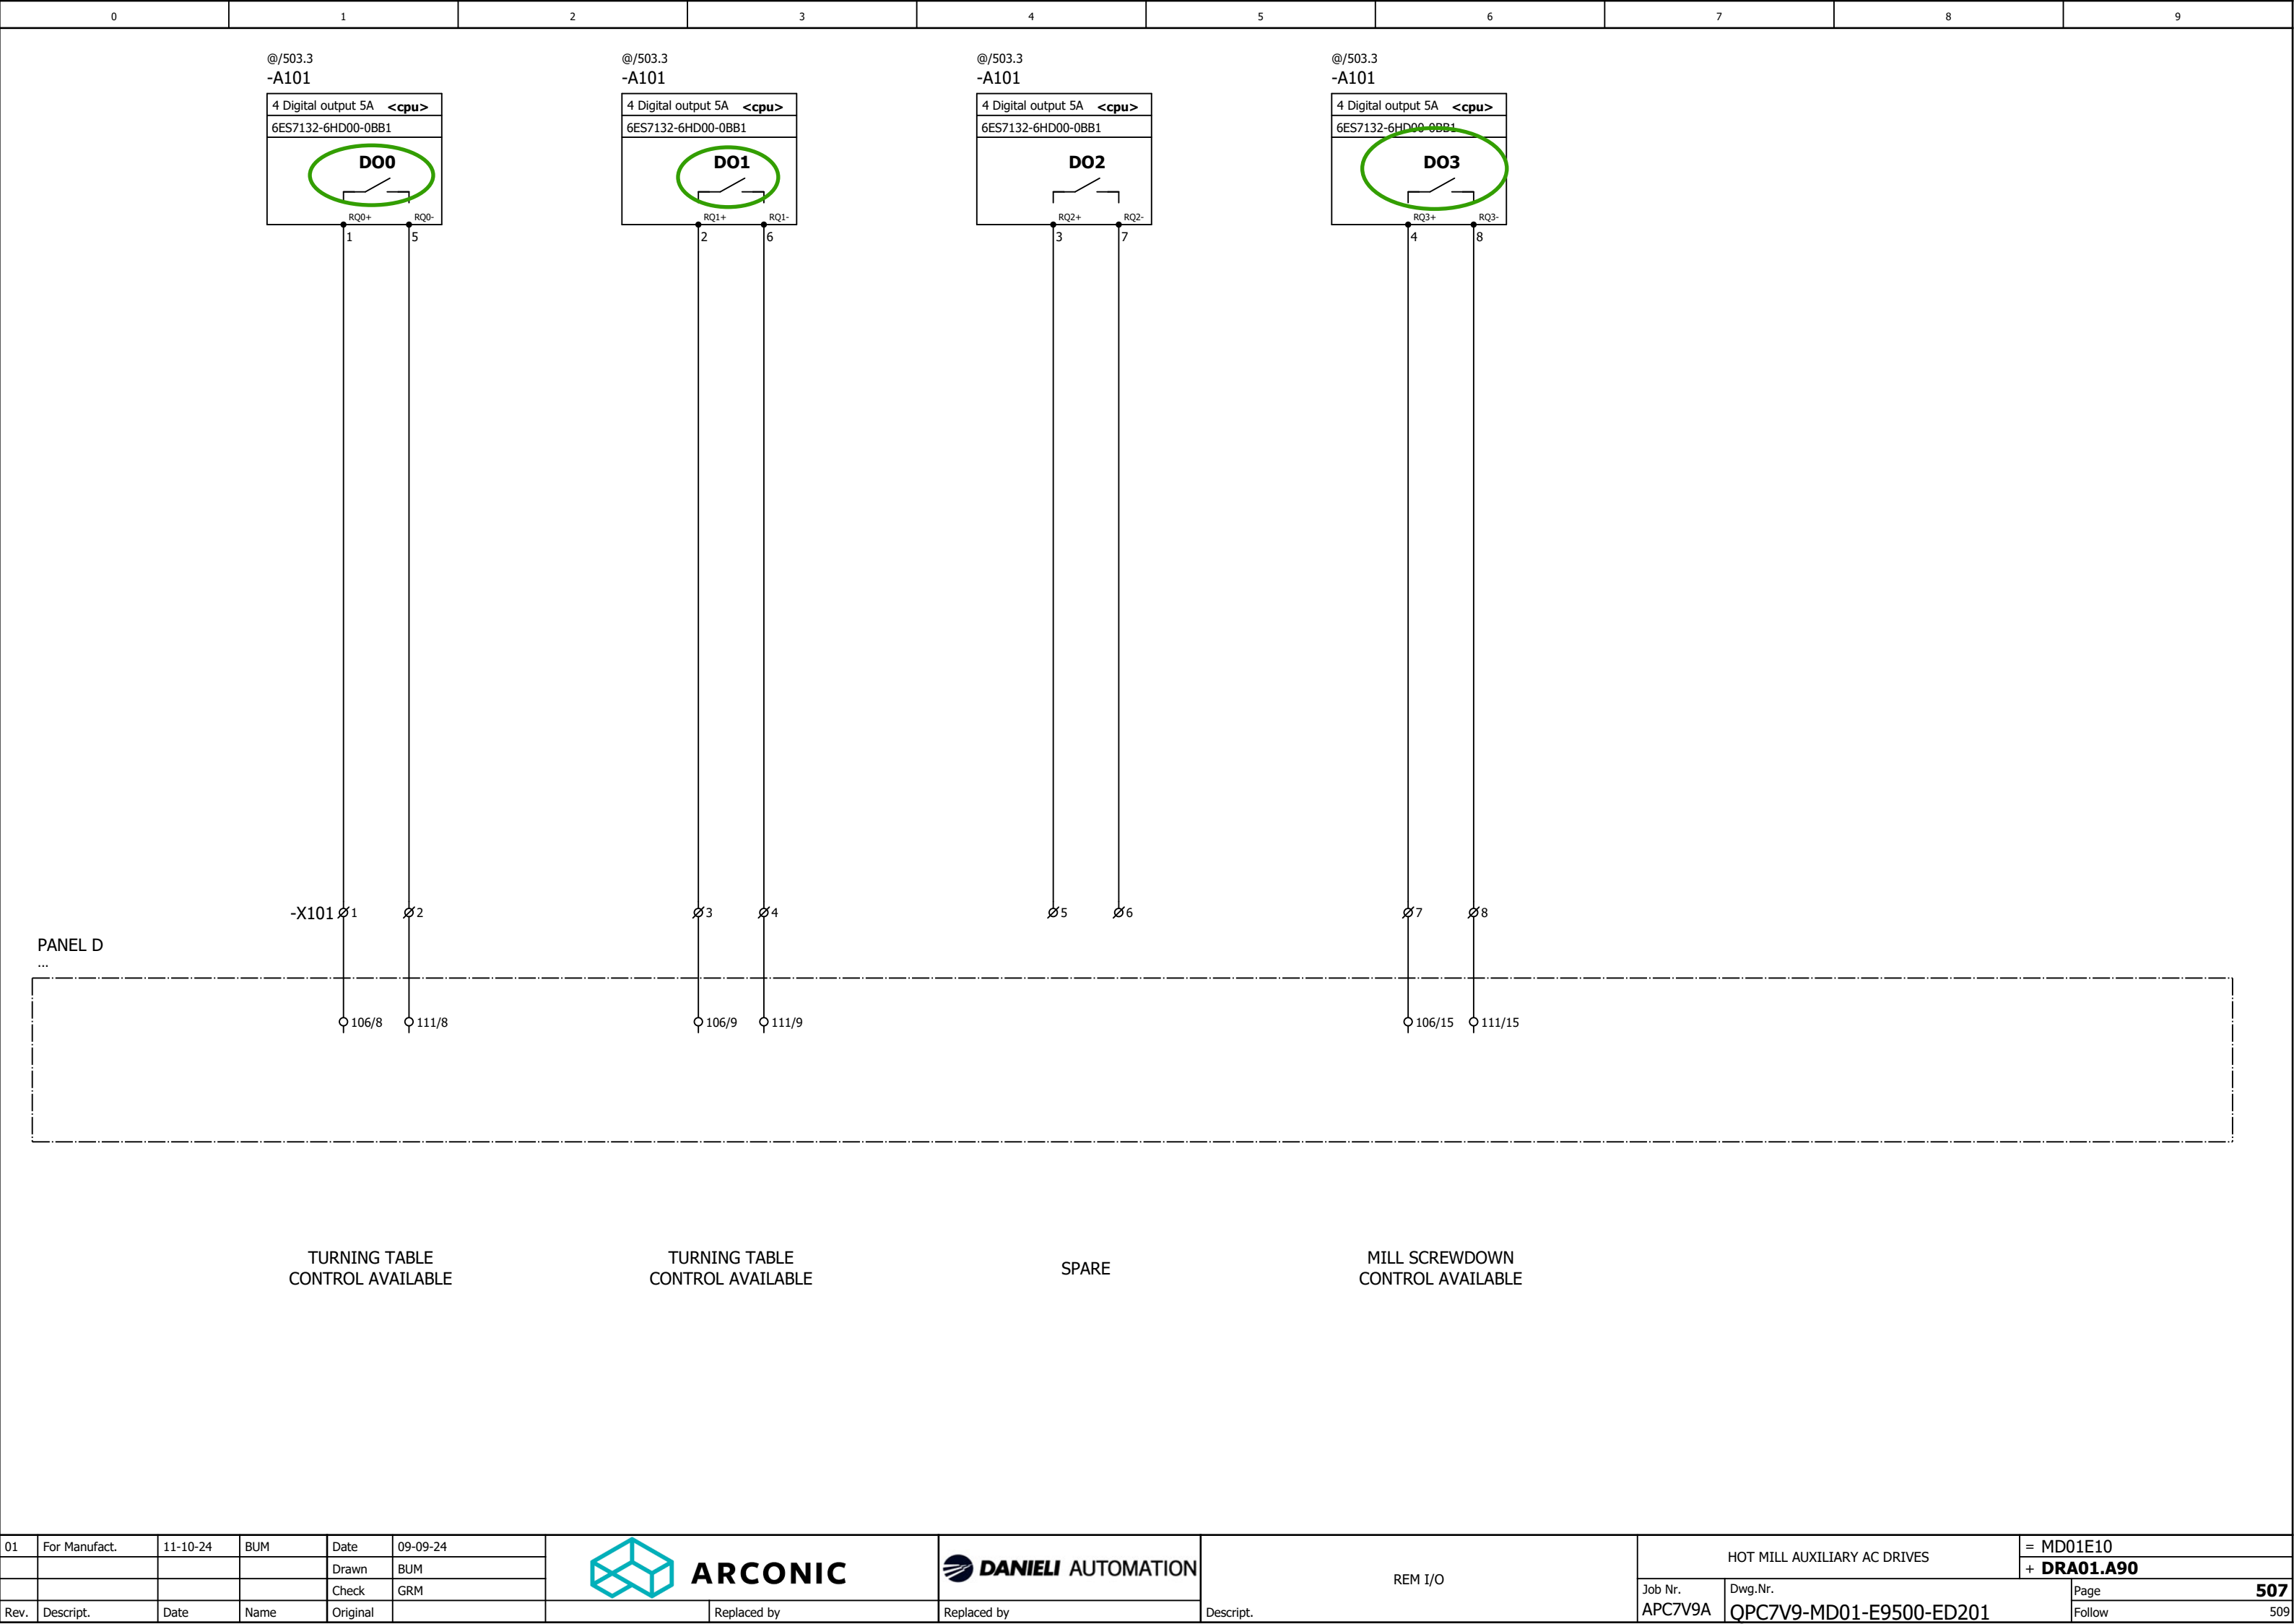 0 1 2 3 4 5 6 7 8 9
@/503.3 @/503.3 @/503.3 @/503.3
-A101 -A101 -A101 -A101
4 Digital output 5A <cpu> 4 Digital output 5A <cpu> 4 Digital output 5A <cpu> 4 Digital output 5A <cpu>
6ES7132-6HD00-0BB1 6ES7132-6HD00-0BB1 6ES7132-6HD00-0BB1 6ES7132-6HD00-0BB1
DO0 DO1 DO2 DO3
RQ0+ RQ0- RQ1+ RQ1- RQ2+ RQ2- RQ3+ RQ3-
1 5 2 6 3 7 4 8
-X101 1 2 3 4 5 6 7 8
PANEL D
...
106/8 111/8 106/9 111/9 106/15 111/15
TURNING TABLE
CONTROL AVAILABLE
TURNING TABLE
CONTROL AVAILABLE
SPARE
MILL SCREWDOWN
CONTROL AVAILABLE
01 For Manufact. 11-10-24 BUM Date 09-09-24
Drawn BUM
Check GRM
Rev. Descript. Date Name Original
ARCONIC
Replaced by
DANIELI AUTOMATION
Replaced by
REM I/O
Descript.
HOT MILL AUXILIARY AC DRIVES
= MD01E10
+ DRA01.A90
Job Nr.
APC7V9A
Dwg.Nr.
QPC7V9-MD01-E9500-ED201
Page 507
Follow 509